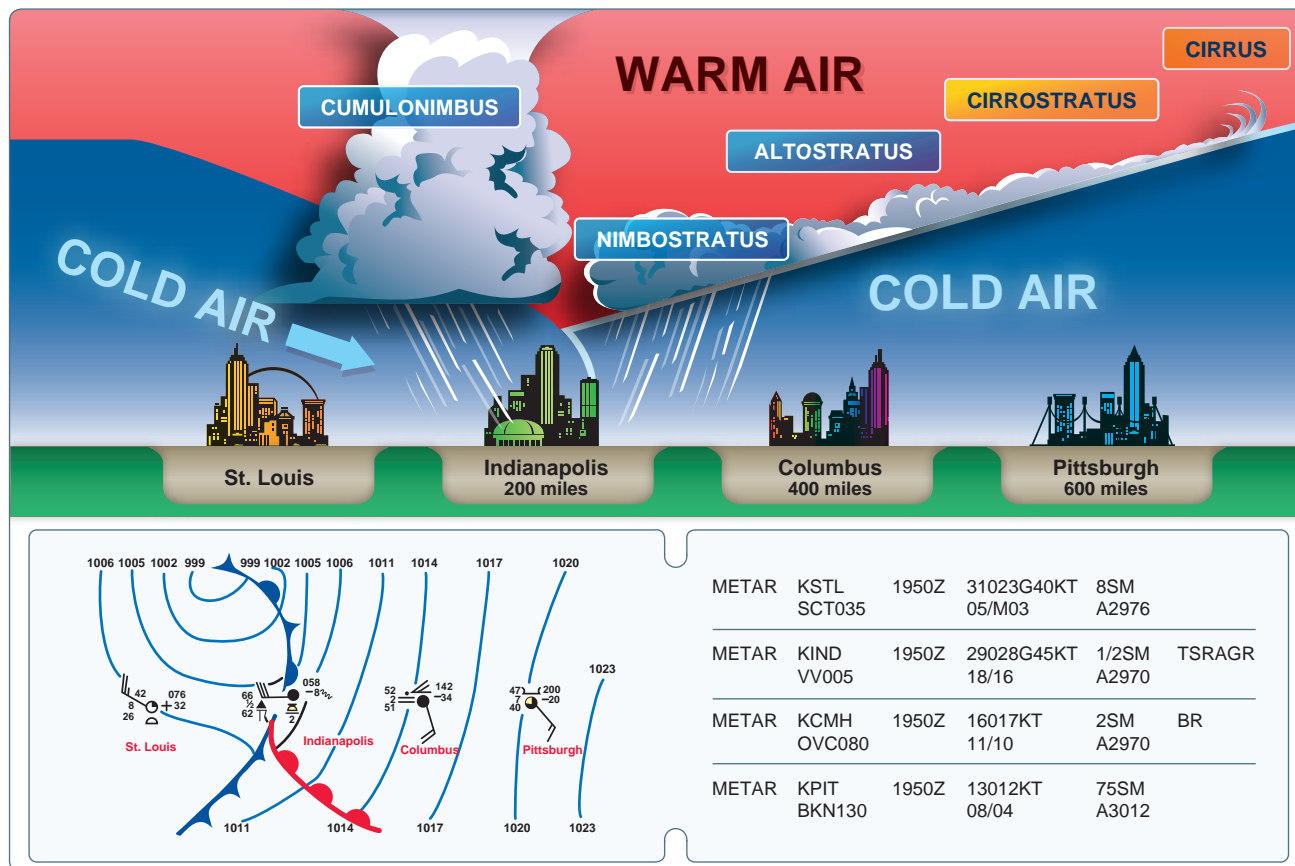 WARM AIR
CIRRUS
CIRROSTRATUS
CUMULONIMBUS
ALTOSTRATUS
NIMBOSTRATUS
COLD AIR
COLD AIR
St. Louis
Indianapolis
200 miles
Columbus
400 miles
Pittsburgh
600 miles
1006 1005 1002 999 999 1002 1005 1006 1011 1014 1017 1020
1023
42 076
8 +32
26
St. Louis
66 058
½ −8
62 2
Indianapolis
52 142
2 −34
51
Columbus
47 200
7 −20
40
Pittsburgh
1011 1014 1017 1020 1023
METAR KSTL 1950Z 31023G40KT 8SM
SCT035 05/M03 A2976
METAR KIND 1950Z 29028G45KT 1/2SM TSRAGR
VV005 18/16 A2970
METAR KCMH 1950Z 16017KT 2SM BR
OVC080 11/10 A2970
METAR KPIT 1950Z 13012KT 75SM
BKN130 08/04 A3012